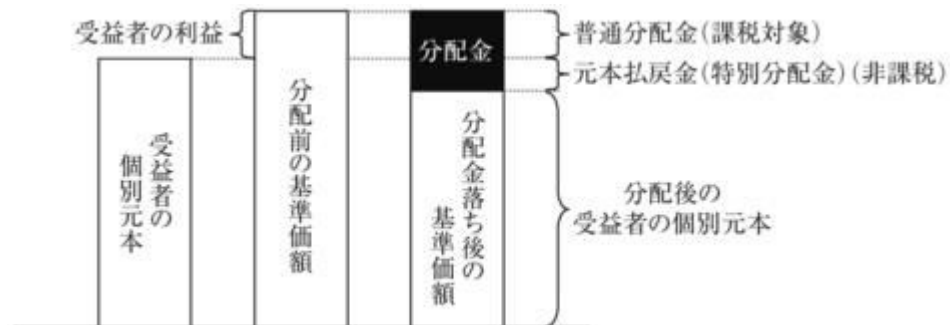 受益者の利益
分配金
普通分配金(課税対象)
元本払戻金(特別分配金)(非課税)
受益者の
個別元本
分配前の基準価額
分配金落ち後の
基準価額
分配後の
受益者の個別元本